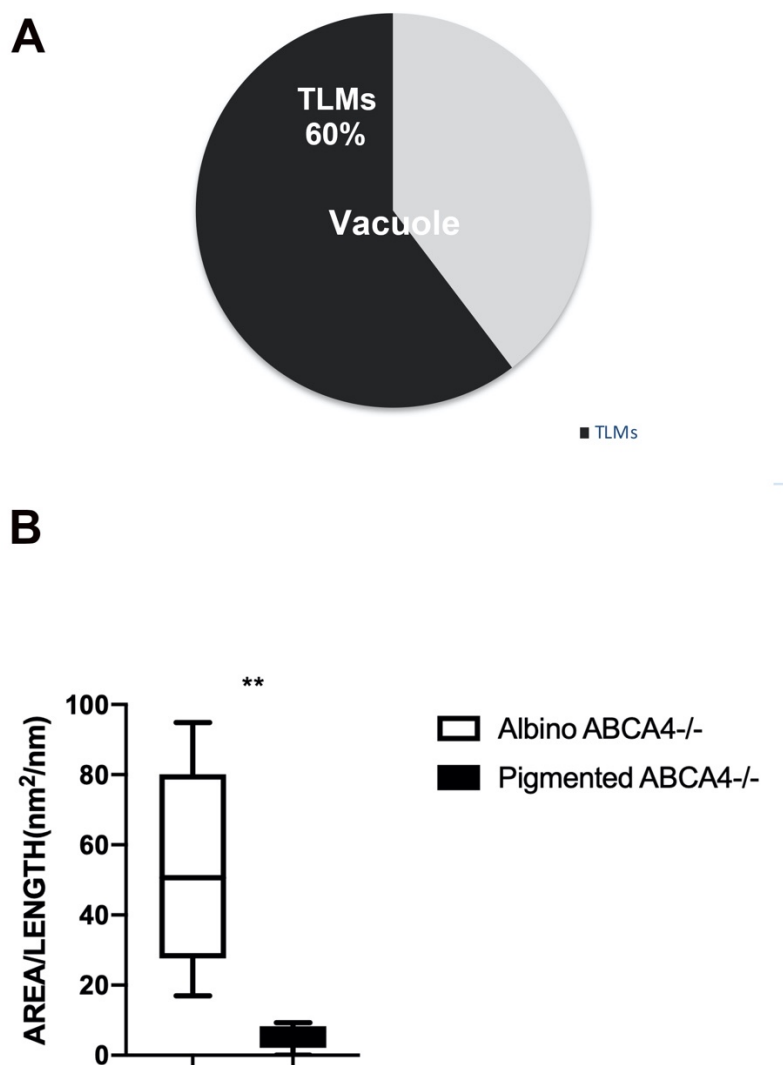 A
TLMs
60%
Vacuole
TLMs
B
**
100
80
60
40
20
0
AREA/LENGTH(nm²/nm)
Albino ABCA4-/-
Pigmented ABCA4-/-